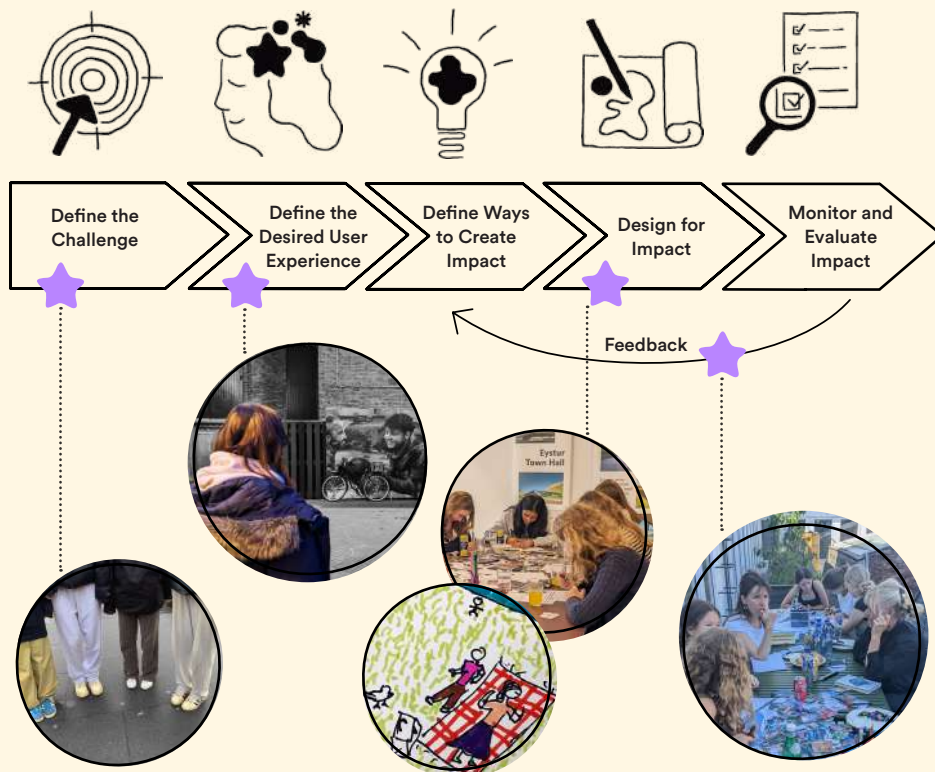 Define the
Challenge
Define the
Desired User
Experience
Define Ways
to Create
Impact
Design for
Impact
Monitor and
Evaluate
Impact
Feedback
Eystur
Town Hall
OK